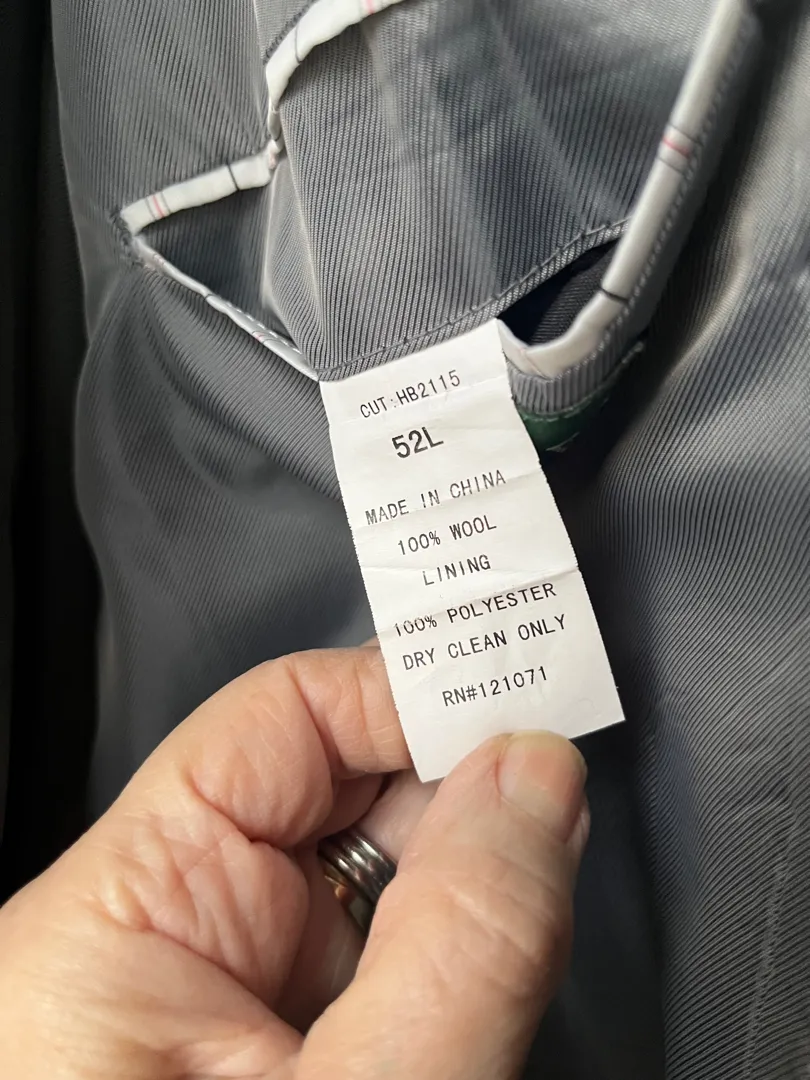 CUT:HB2115
52L
MADE IN CHINA
100% WOOL
LINING
100% POLYESTER
DRY CLEAN ONLY
RN#121071